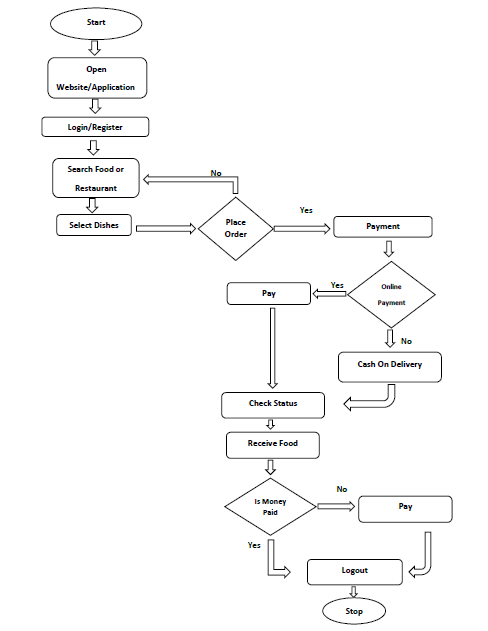 Start
Open
Website/Application
Login/Register
Search Food or
Restaurant
No
Select Dishes
Place
Order
Yes
Payment
Online
Payment
Yes
Pay
No
Cash On Delivery
Check Status
Receive Food
Is Money
Paid
No
Pay
Yes
Logout
Stop